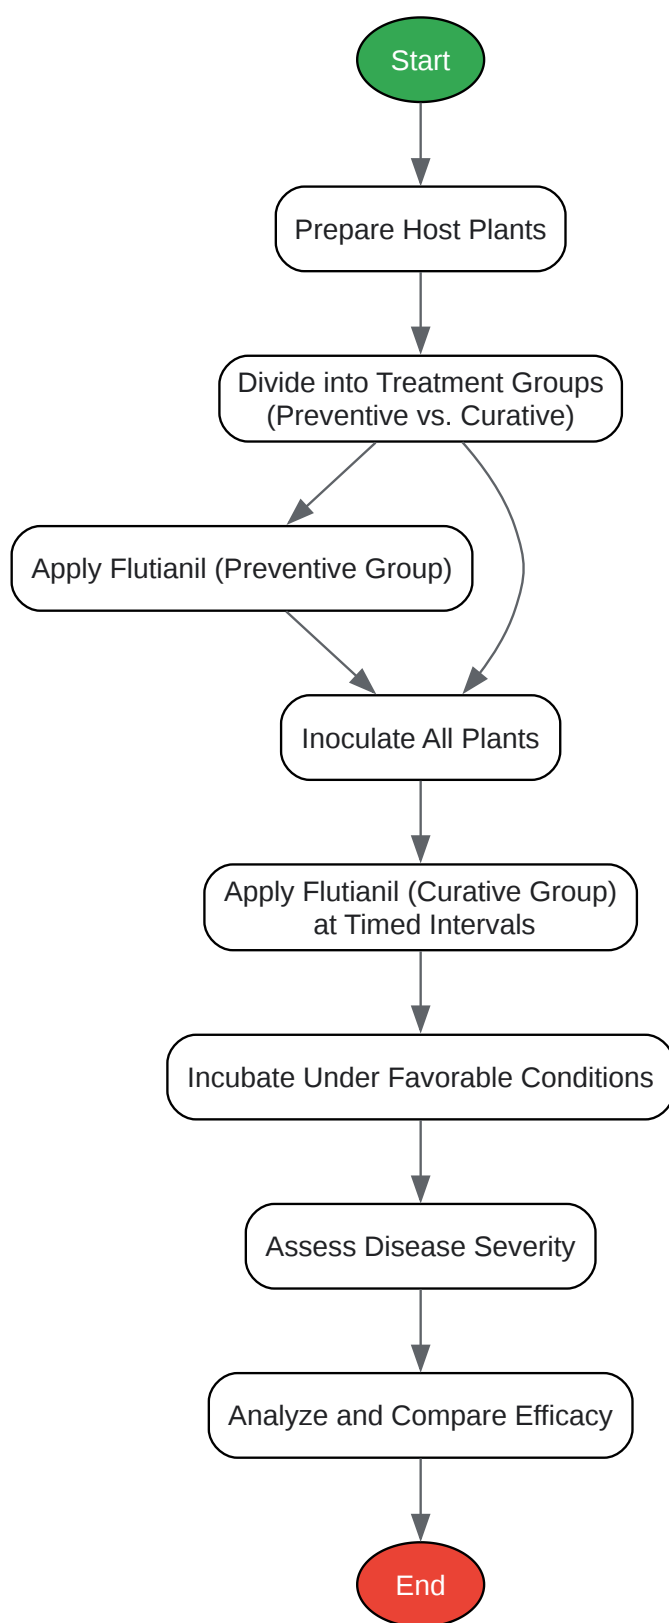 Start
Prepare Host Plants
Divide into Treatment Groups
(Preventive vs. Curative)
Apply Flutianil (Preventive Group)
Inoculate All Plants
Apply Flutianil (Curative Group)
at Timed Intervals
Incubate Under Favorable Conditions
Assess Disease Severity
Analyze and Compare Efficacy
End